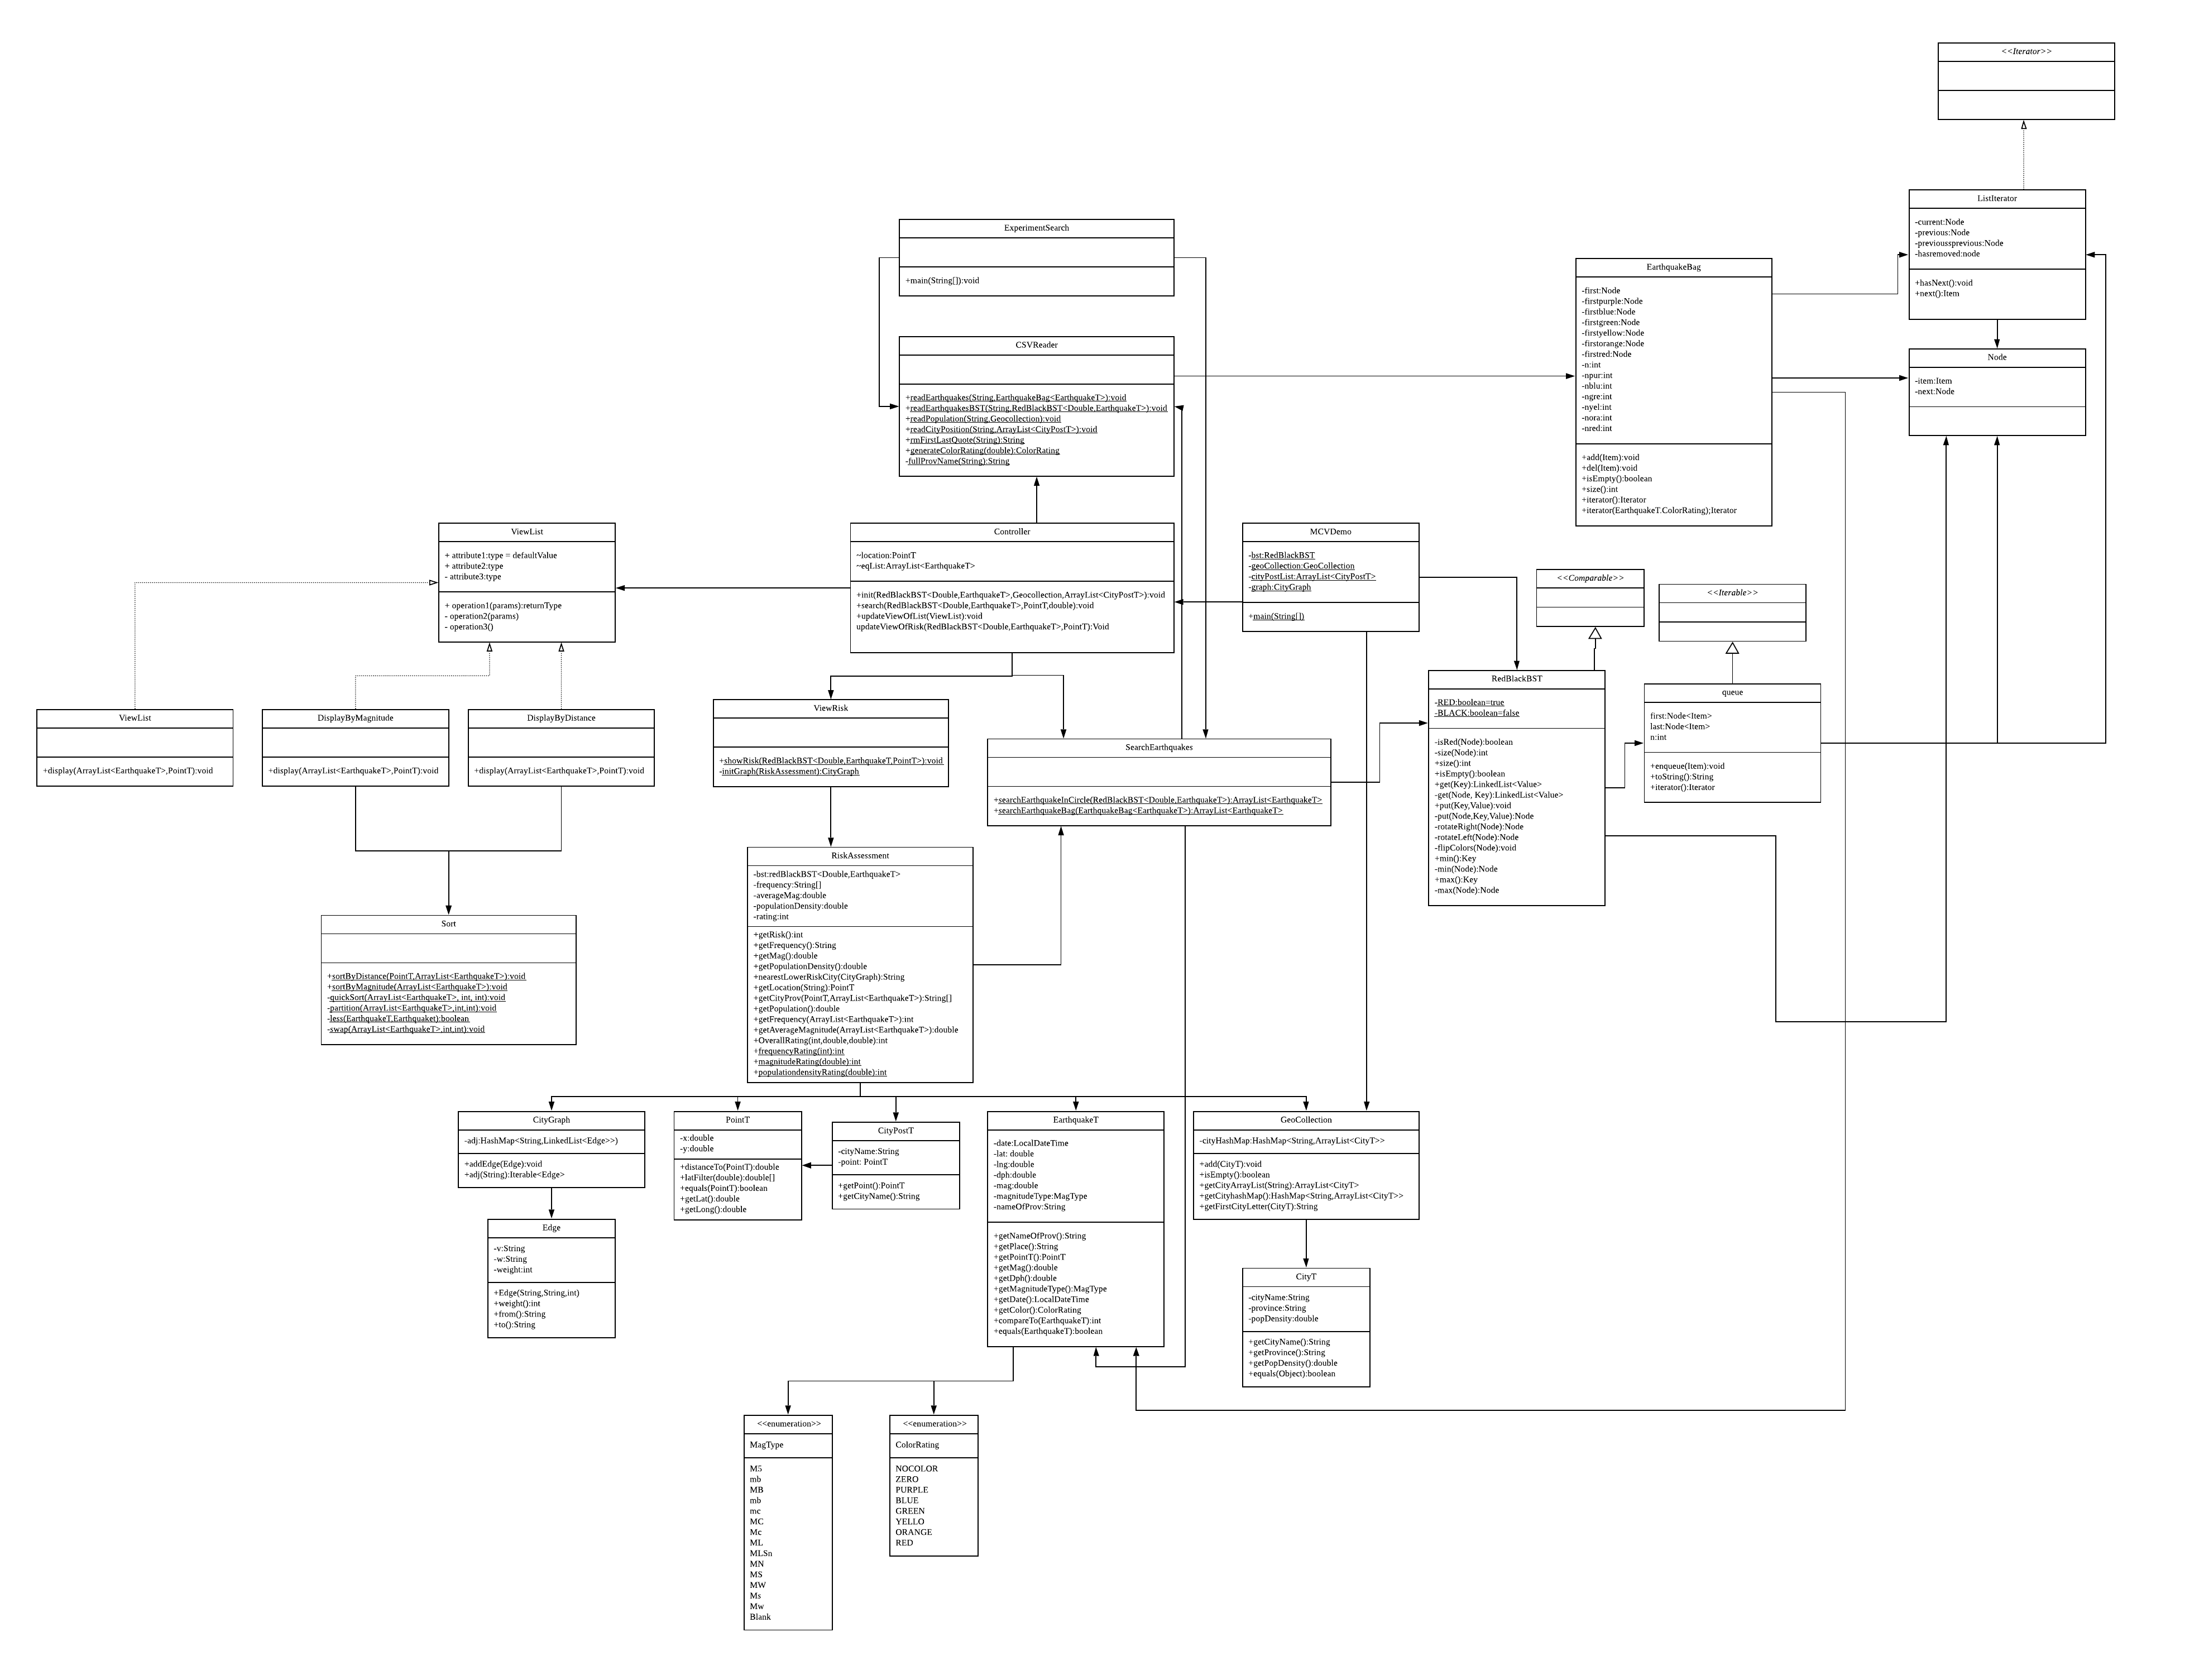 <<Iterator>>
ListIterator
-current:Node
-previous:Node
-previoussprevious:Node
-hasremoved:node
+hasNext():void
+next():Item
ExperimentSearch
+main(String[]):void
EarthquakeBag
-first:Node
-firstpurple:Node
-firstblue:Node
-firstgreen:Node
-firstyellow:Node
-firstorange:Node
-firstred:Node
-n:int
-npur:int
-nblu:int
-ngre:int
-nyel:int
-nora:int
-nred:int
+add(Item):void
+del(Item):void
+isEmpty():boolean
+size():int
+iterator():Iterator
+iterator(EarthquakeT.ColorRating);Iterator
Node
-item:Item
-next:Node
CSVReader
+readEarthquakes(String,EarthquakeBag<EarthquakeT>):void
+readEarthquakesBST(String,RedBlackBST<Double,EarthquakeT>):void
+readPopulation(String,Geocollection):void
+readCityPosition(String,ArrayList<CityPostT>):void
+rmFirstLastQuote(String):String
+generateColorRating(double):ColorRating
-fullProvName(String):String
ViewList
+ attribute1:type = defaultValue
+ attribute2:type
- attribute3:type
+ operation1(params):returnType
- operation2(params)
- operation3()
Controller
~location:PointT
~eqList:ArrayList<EarthquakeT>
+init(RedBlackBST<Double,EarthquakeT>,Geocollection,ArrayList<CityPostT>):void
+search(RedBlackBST<Double,EarthquakeT>,PointT,double):void
+updateViewOfList(ViewList):void
updateViewOfRisk(RedBlackBST<Double,EarthquakeT>,PointT):Void
MCVDemo
-bst:RedBlackBST
-geoCollection:GeoCollection
-cityPostList:ArrayList<CityPostT>
-graph:CityGraph
+main(String[])
<<Comparable>>
<<Iterable>>
ViewList
+display(ArrayList<EarthquakeT>,PointT):void
DisplayByMagnitude
+display(ArrayList<EarthquakeT>,PointT):void
DisplayByDistance
+display(ArrayList<EarthquakeT>,PointT):void
ViewRisk
+showRisk(RedBlackBST<Double,EarthquakeT,PointT>):void
-initGraph(RiskAssessment):CityGraph
SearchEarthquakes
+searchEarthquakeInCircle(RedBlackBST<Double,EarthquakeT>):ArrayList<EarthquakeT>
+searchEarthquakeBag(EarthquakeBag<EarthquakeT>):ArrayList<EarthquakeT>
RedBlackBST
-RED:boolean=true
-BLACK:boolean=false
-isRed(Node):boolean
-size(Node):int
+size():int
+isEmpty():boolean
+get(Key):LinkedList<Value>
-get(Node, Key):LinkedList<Value>
+put(Key,Value):void
-put(Node,Key,Value):Node
-rotateRight(Node):Node
-rotateLeft(Node):Node
-flipColors(Node):void
+min():Key
-min(Node):Node
+max():Key
-max(Node):Node
queue
first:Node<Item>
last:Node<Item>
n:int
+enqueue(Item):void
+toString():String
+iterator():Iterator
Sort
+sortByDistance(PointT,ArrayList<EarthquakeT>):void
+sortByMagnitude(ArrayList<EarthquakeT>):void
-quickSort(ArrayList<EarthquakeT>, int, int):void
-partition(ArrayList<EarthquakeT>,int,int):void
-less(EarthquakeT,Earthquaket):boolean
-swap(ArrayList<EarthquakeT>,int,int):void
RiskAssessment
-bst:redBlackBST<Double,EarthquakeT>
-frequency:String[]
-averageMag:double
-populationDensity:double
-rating:int
+getRisk():int
+getFrequency():String
+getMag():double
+getPopulationDensity():double
+nearestLowerRiskCity(CityGraph):String
+getLocation(String):PointT
+getCityProv(PointT,ArrayList<EarthquakeT>):String[]
+getPopulation():double
+getFrequency(ArrayList<EarthquakeT>):int
+getAverageMagnitude(ArrayList<EarthquakeT>):double
+OverallRating(int,double,double):int
+frequencyRating(int):int
+magnitudeRating(double):int
+populationdensityRating(double):int
CityGraph
-adj:HashMap<String,LinkedList<Edge>>)
+addEdge(Edge):void
+adj(String):Iterable<Edge>
PointT
-x:double
-y:double
+distanceTo(PointT):double
+latFilter(double):double[]
+equals(PointT):boolean
+getLat():double
+getLong():double
CityPostT
-cityName:String
-point: PointT
+getPoint():PointT
+getCityName():String
EarthquakeT
-date:LocalDateTime
-lat: double
-lng:double
-dph:double
-mag:double
-magnitudeType:MagType
-nameOfProv:String
+getNameOfProv():String
+getPlace():String
+getPointT():PointT
+getMag():double
+getDph():double
+getMagnitudeType():MagType
+getDate():LocalDateTime
+getColor():ColorRating
+compareTo(EarthquakeT):int
+equals(EarthquakeT):boolean
GeoCollection
-cityHashMap:HashMap<String,ArrayList<CityT>>
+add(CityT):void
+isEmpty():boolean
+getCityArrayList(String):ArrayList<CityT>
+getCityhashMap():HashMap<String,ArrayList<CityT>>
+getFirstCityLetter(CityT):String
Edge
-v:String
-w:String
-weight:int
+Edge(String,String,int)
+weight():int
+from():String
+to():String
CityT
-cityName:String
-province:String
-popDensity:double
+getCityName():String
+getProvince():String
+getPopDensity():double
+equals(Object):boolean
<<enumeration>>
MagType
M5
mb
MB
mb
mc
MC
Mc
ML
MLSn
MN
MS
MW
Ms
Mw
Blank
<<enumeration>>
ColorRating
NOCOLOR
ZERO
PURPLE
BLUE
GREEN
YELLO
ORANGE
RED